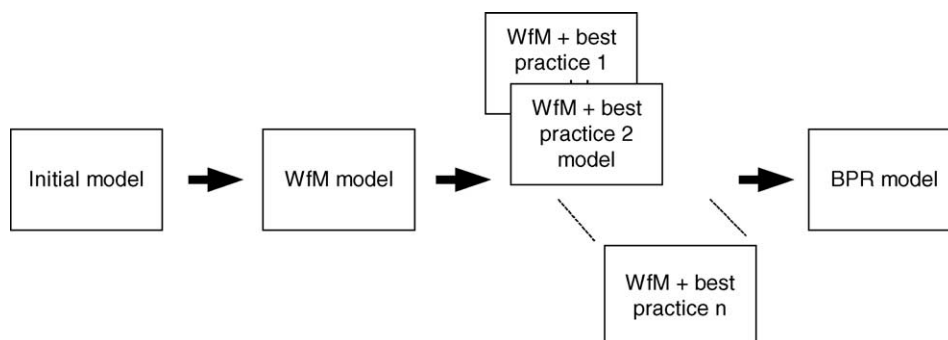 WfM + best
practice 1
WfM + best
practice 2
model
Initial model
WfM model
BPR model
WfM + best
practice n